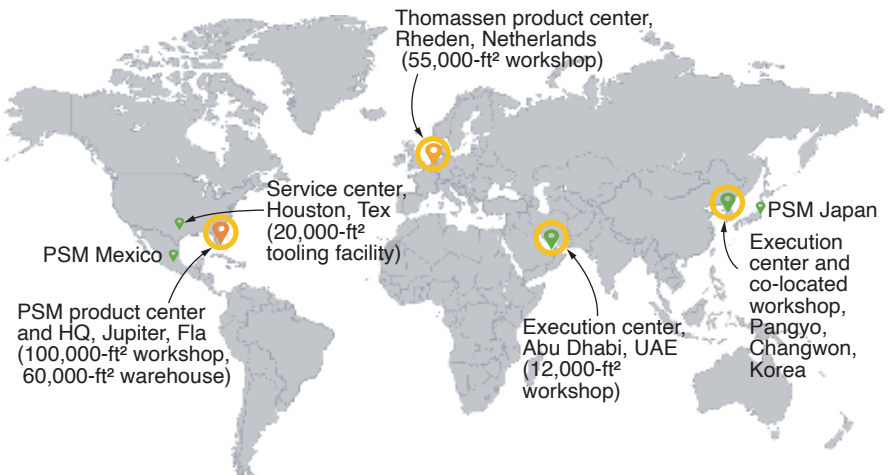 Thomassen product center,
Rheden, Netherlands
(55,000-ft² workshop)
Service center,
Houston, Tex
(20,000-ft²
tooling facility)
PSM Mexico
PSM product center
and HQ, Jupiter, Fla
(100,000-ft² workshop,
60,000-ft² warehouse)
Execution center,
Abu Dhabi, UAE
(12,000-ft²
workshop)
PSM Japan
Execution
center and
co-located
workshop,
Pangyo,
Changwon,
Korea